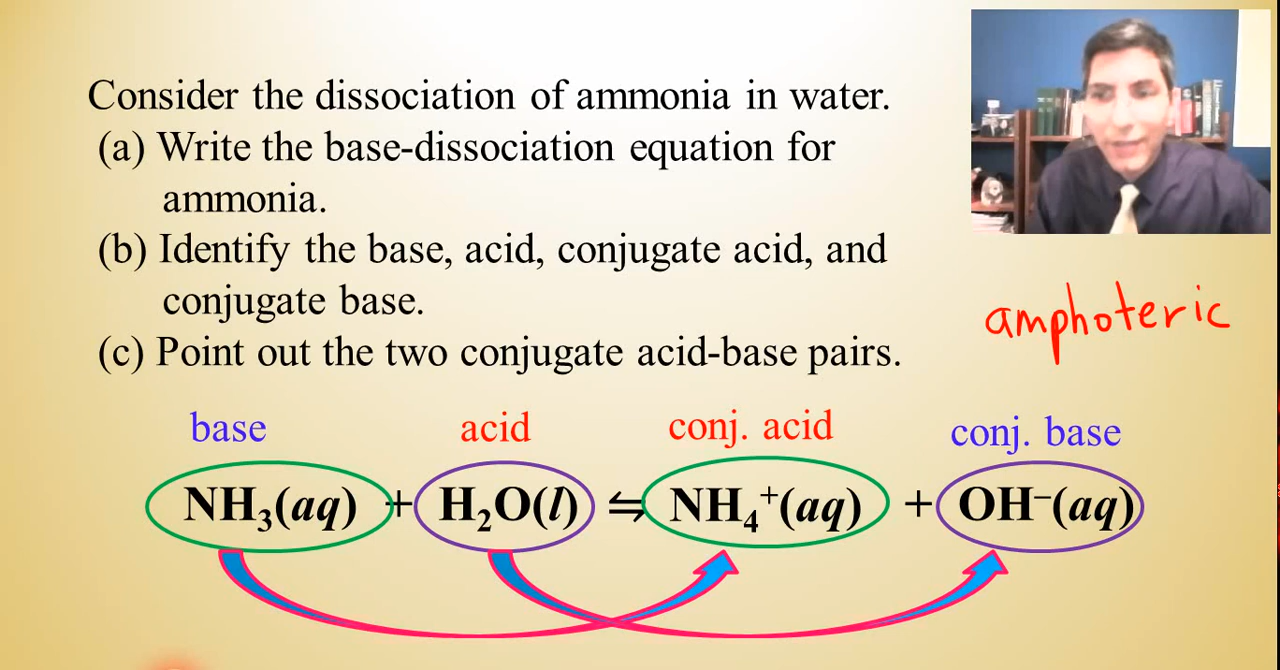 Consider the dissociation of ammonia in water.
(a) Write the base-dissociation equation for
ammonia.
(b) Identify the base, acid, conjugate acid, and
conjugate base.
(c) Point out the two conjugate acid-base pairs.
amphoteric
base acid conj. acid conj. base
NH₃(aq) + H₂O(l) ⇋ NH₄⁺(aq) + OH⁻(aq)